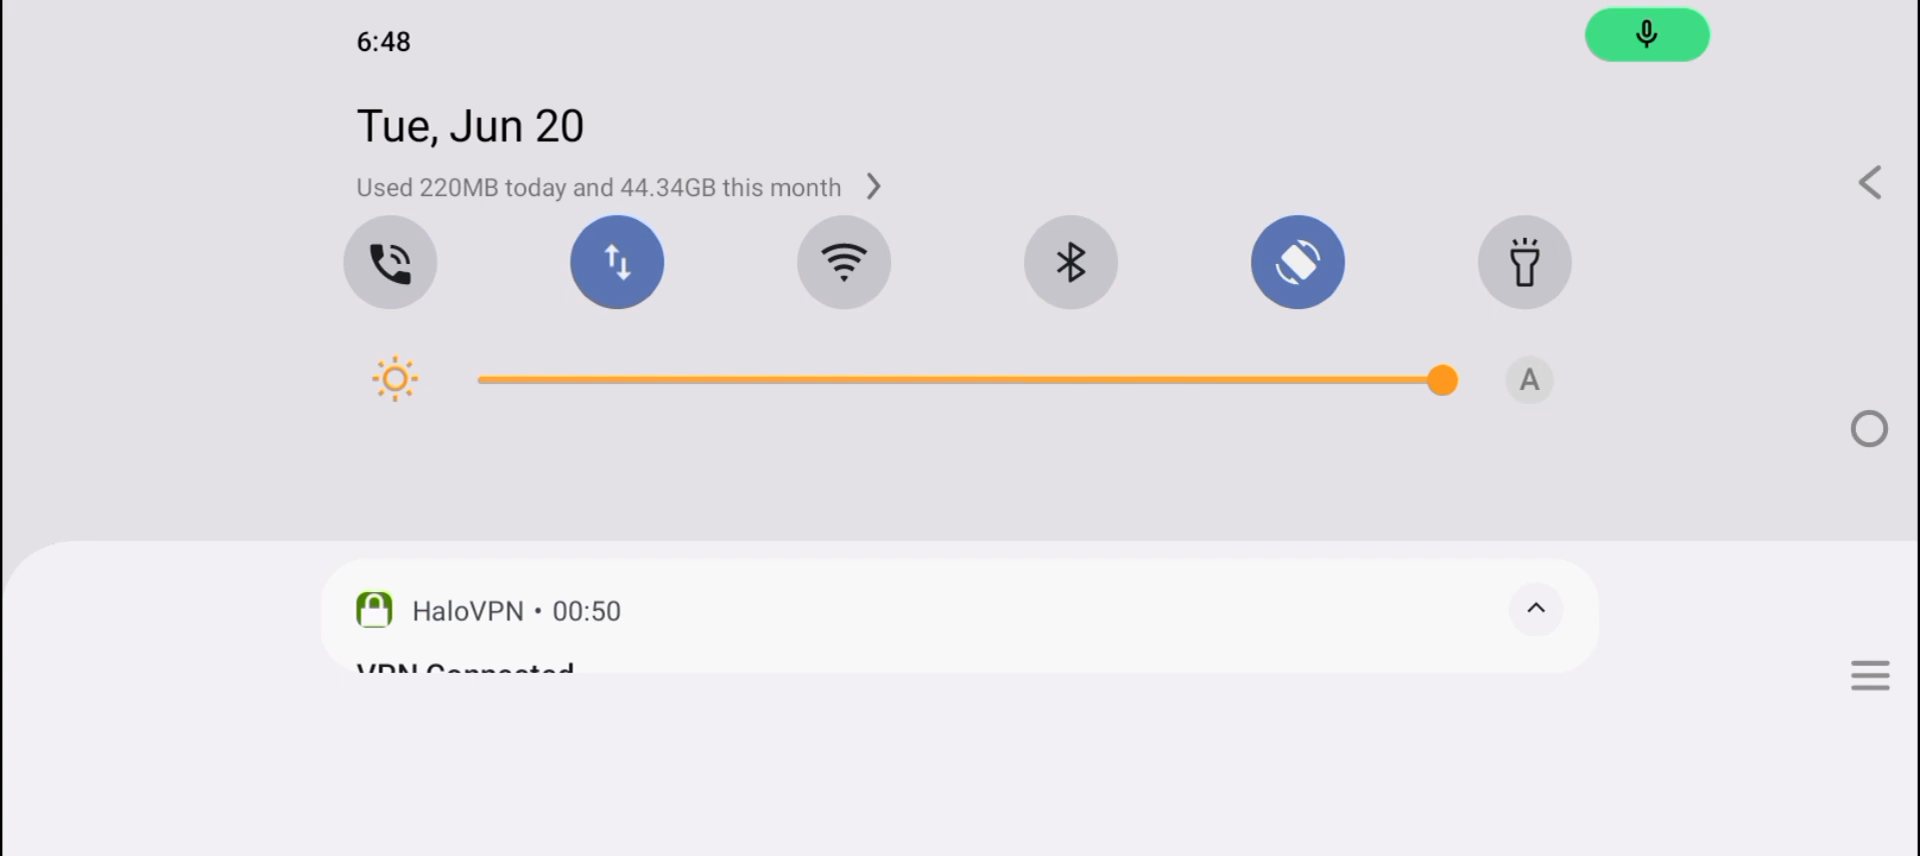 6:48
Tue, Jun 20
Used 220MB today and 44.34GB this month
A
HaloVPN • 00:50
VPN Connected